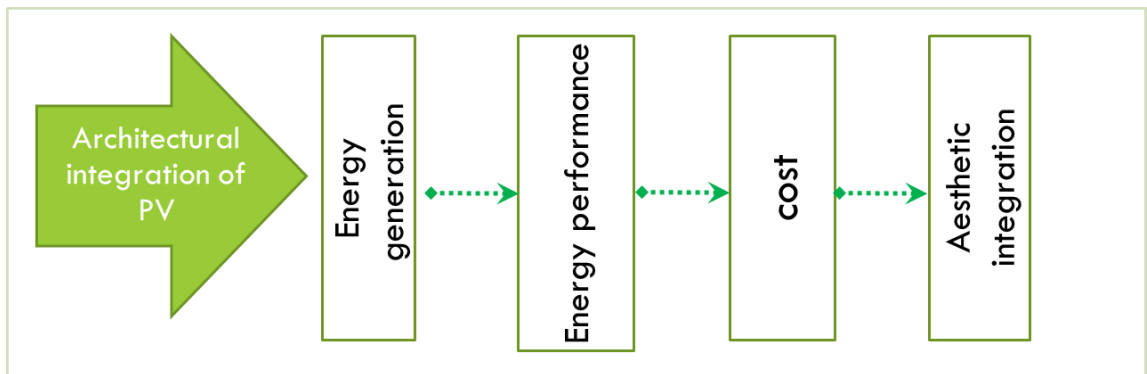 Architectural
integration of
PV
Energy
generation
Energy performance
cost
Aesthetic
integration